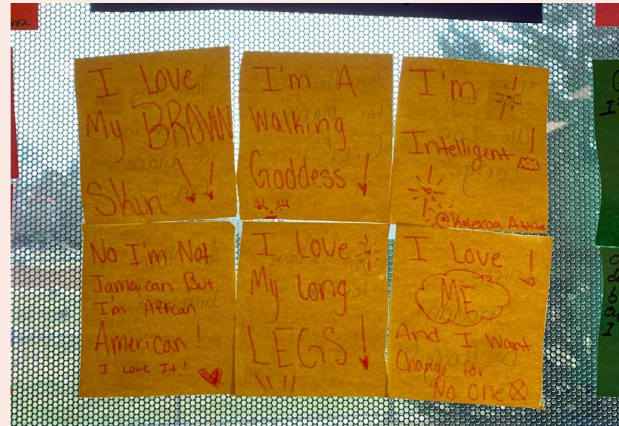 I Love
My BROWN
Skin !!
I'm A
Walking
Goddess !
I'm
Intelligent !
No I'm Not
Jamaican But
I'm African
American!
I Love It!
I Love
My long
LEGS!
I Love !
ME
And I Want
Change for
No One